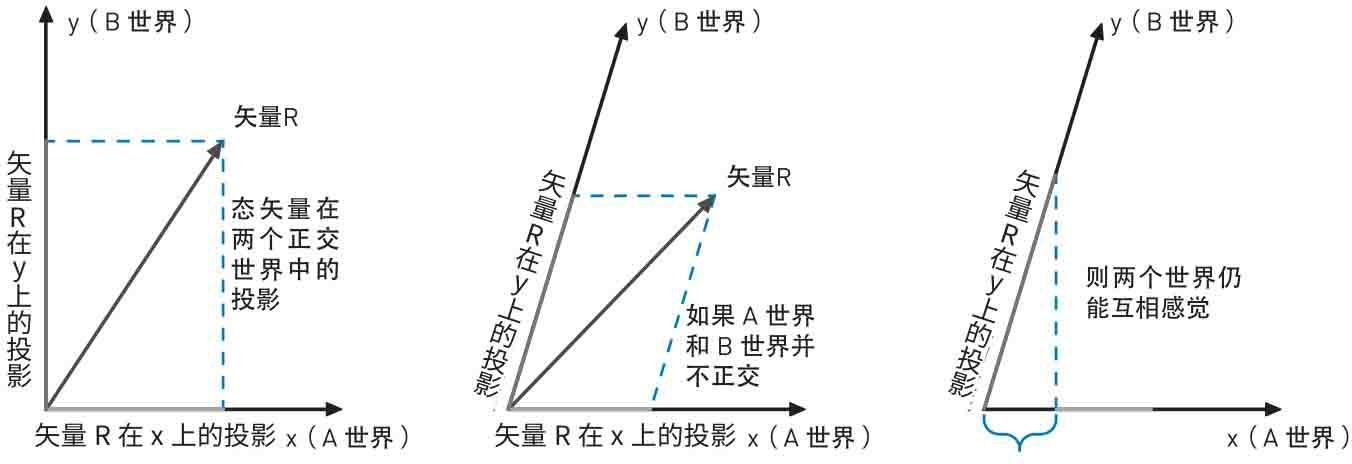 y（B 世界）
矢量R
矢量R在y上的投影
态矢量在
两个正交
世界中的
投影
矢量 R 在 x 上的投影 x（A 世界）
y（B 世界）
矢量R
矢量R在y上的投影
如果 A 世界
和 B 世界并
不正交
矢量 R 在 x 上的投影 x（A 世界）
y（B 世界）
矢量R在y上的投影
则两个世界仍
能互相感觉
x（A 世界）